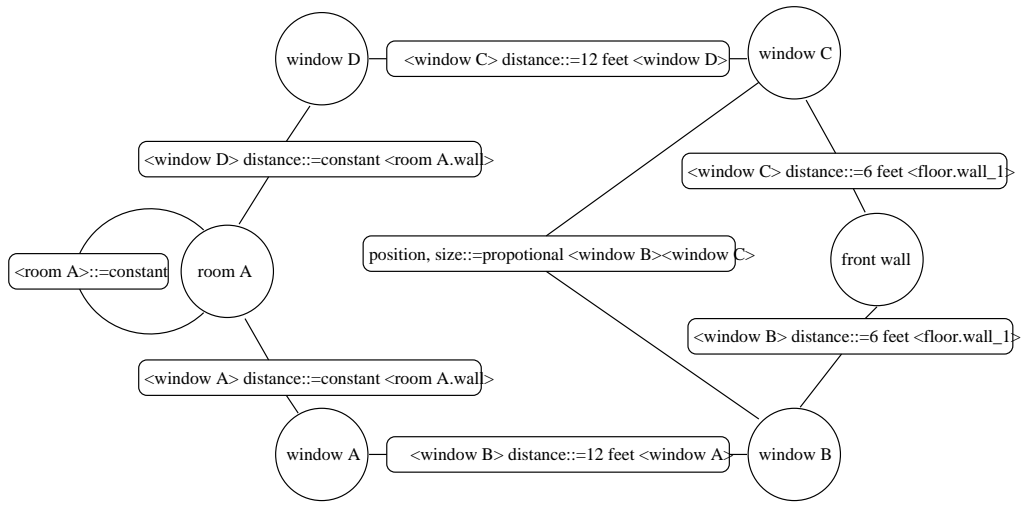 window D
<window C> distance::=12 feet <window D>
window C
<window D> distance::=constant <room A.wall>
<window C> distance::=6 feet <floor.wall_1>
position, size::=propotional <window B><window C>
front wall
<room A>::=constant
room A
<window B> distance::=6 feet <floor.wall_1>
<window A> distance::=constant <room A.wall>
window A
<window B> distance::=12 feet <window A>
window B